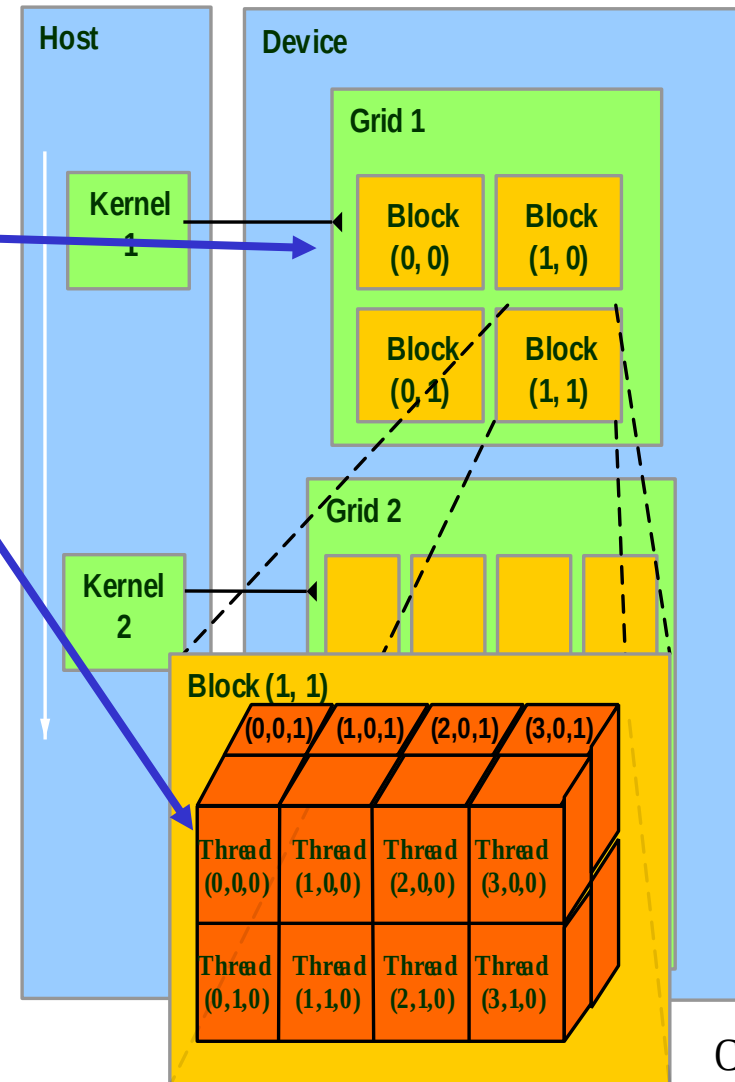 Host
Device
Grid 1
Kernel
1
Block
(0, 0)
Block
(1, 0)
Block
(0, 1)
Block
(1, 1)
Grid 2
Kernel
2
Block (1, 1)
(0,0,1) (1,0,1) (2,0,1) (3,0,1)
Thread
(0,0,0)
Thread
(1,0,0)
Thread
(2,0,0)
Thread
(3,0,0)
Thread
(0,1,0)
Thread
(1,1,0)
Thread
(2,1,0)
Thread
(3,1,0)